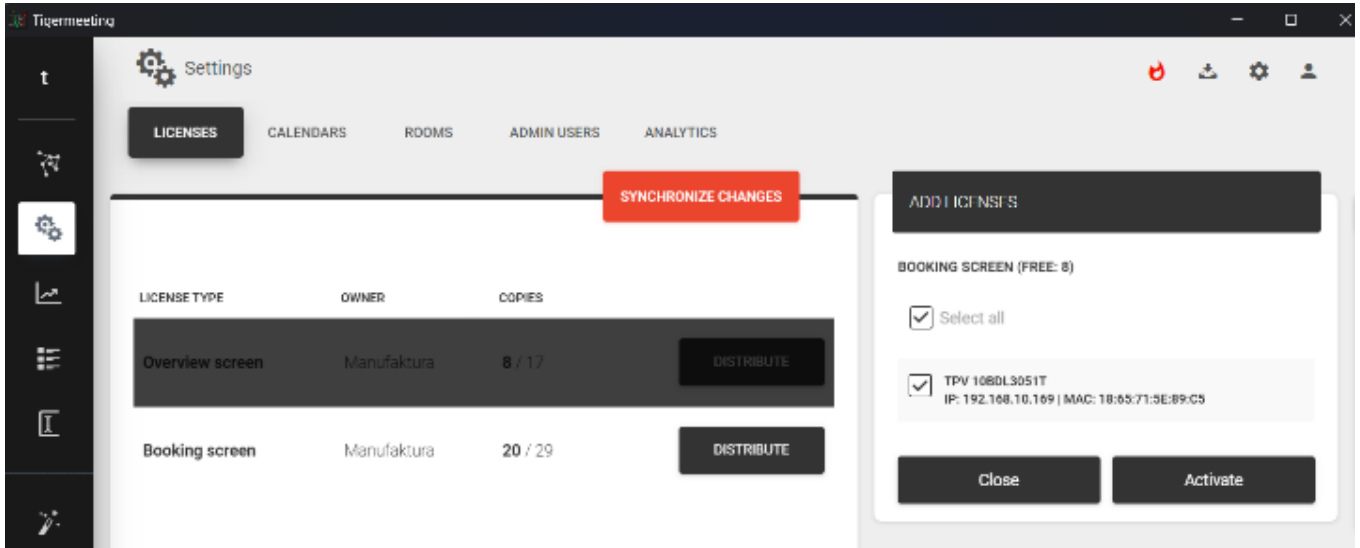 Tigermeeting
t
Settings
LICENSES CALENDARS ROOMS ADMIN USERS ANALYTICS
SYNCHRONIZE CHANGES
LICENSE TYPE OWNER COPIES
Overview screen Manufaktura 8 / 17 DISTRIBUTE
Booking screen Manufaktura 20 / 29 DISTRIBUTE
ADD LICENSES
BOOKING SCREEN (FREE: 8)
Select all
TPV 10BDL3051T
IP: 192.168.10.169 | MAC: 18:65:71:5E:89:C5
Close Activate